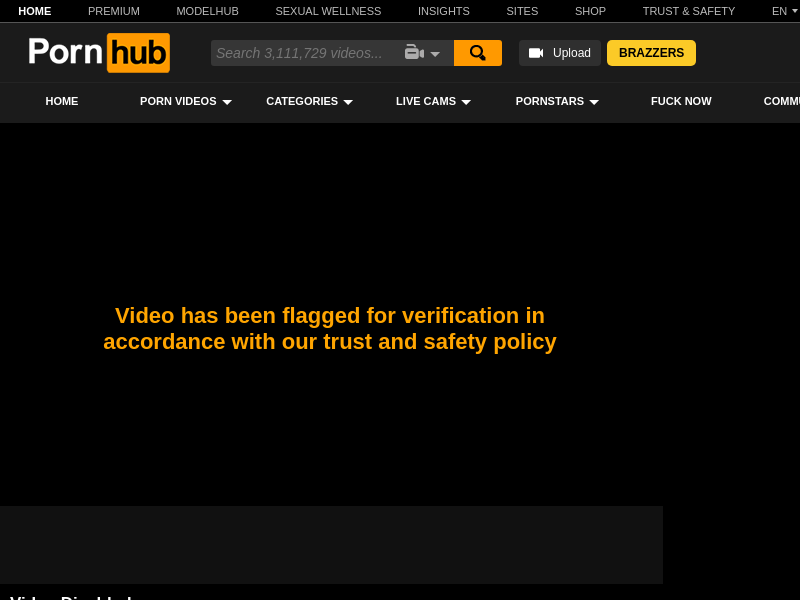 HOME PREMIUM MODELHUB SEXUAL WELLNESS INSIGHTS SITES SHOP TRUST & SAFETY EN
Porn hub Search 3,111,729 videos... Upload BRAZZERS
HOME PORN VIDEOS CATEGORIES LIVE CAMS PORNSTARS FUCK NOW COMMU
Video has been flagged for verification in
accordance with our trust and safety policy